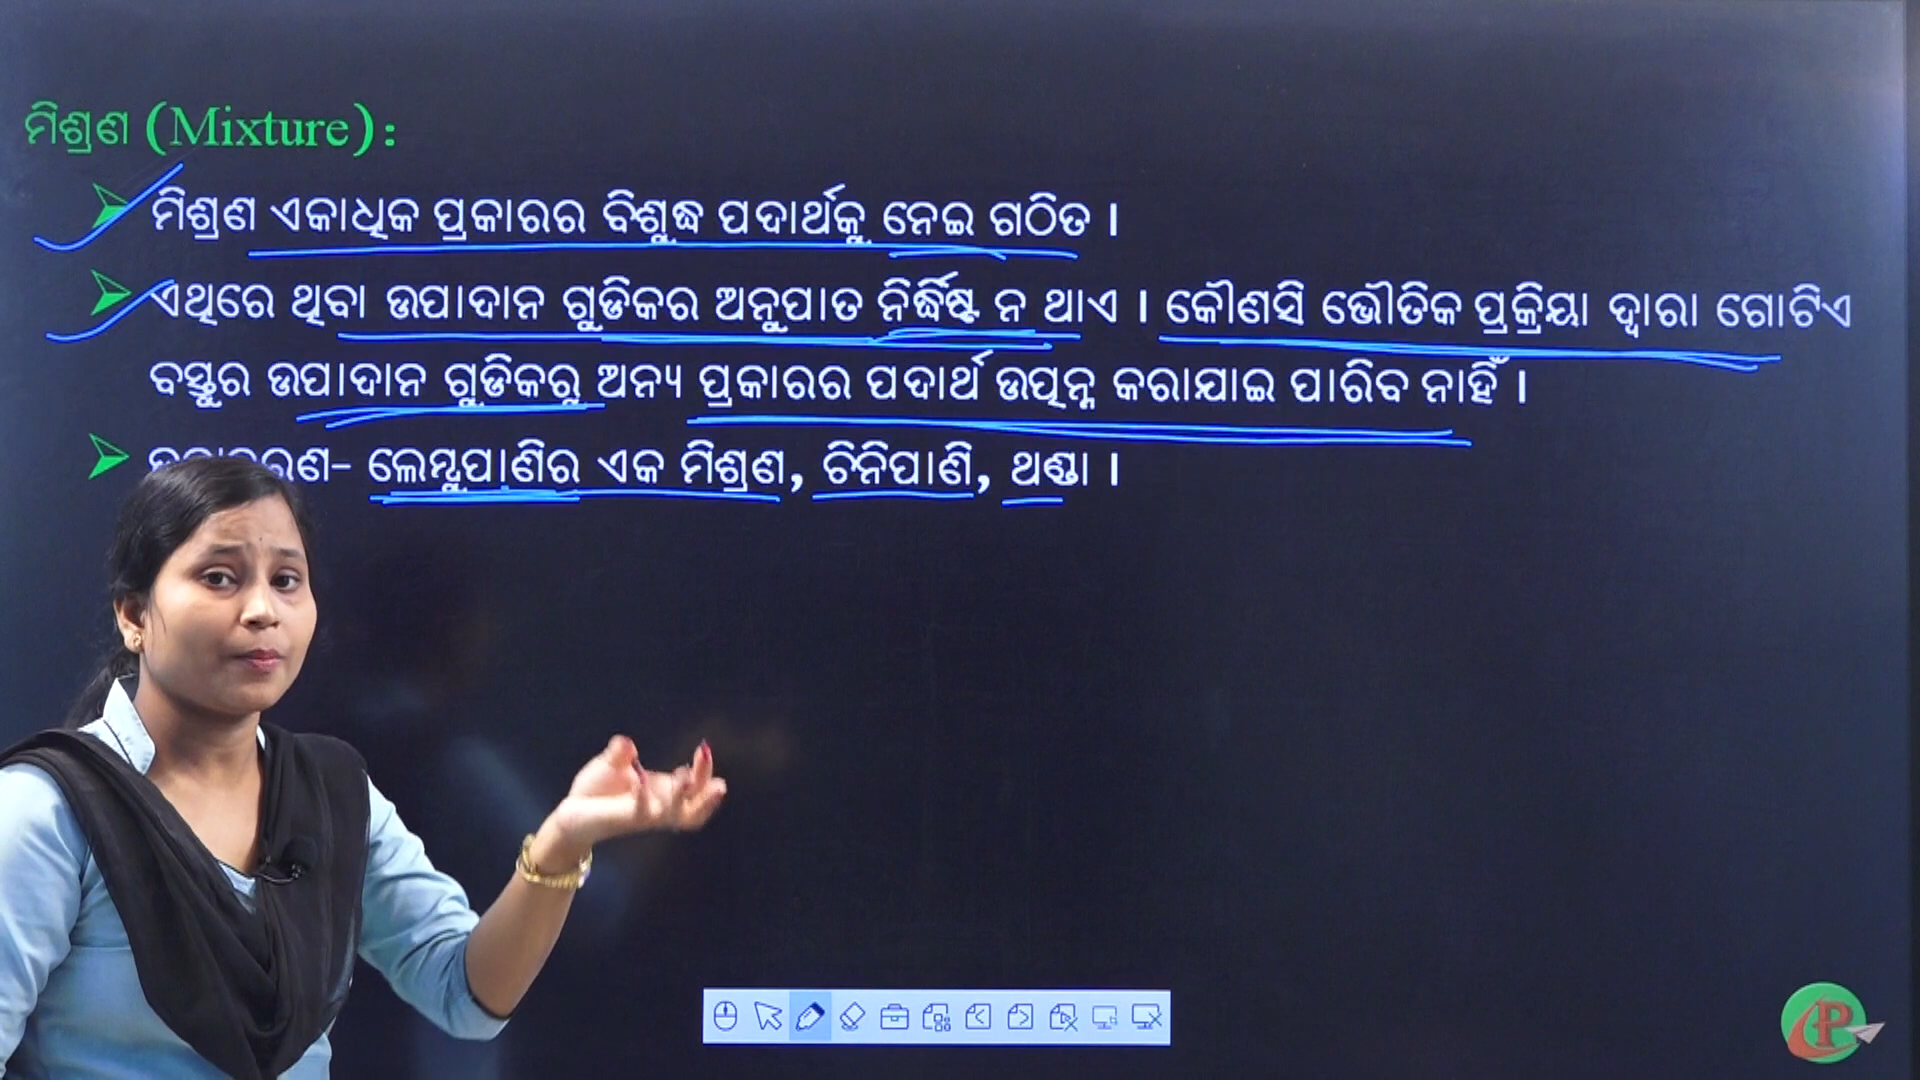 ମିଶ୍ରଣ (Mixture):
ମିଶ୍ରଣ ଏକାଧିକ ପ୍ରକାରର ବିଶୁଦ୍ଧ ପଦାର୍ଥକୁ ନେଇ ଗଠିତ ।
ଏଥିରେ ଥିବା ଉପାଦାନ ଗୁଡିକର ଅନୁପାତ ନିର୍ଦ୍ଧିଷ୍ଟ ନ ଥାଏ । କୌଣସି ଭୌତିକ ପ୍ରକ୍ରିୟା ଦ୍ୱାରା ଗୋଟିଏ
ବସ୍ତୁର ଉପାଦାନ ଗୁଡିକରୁ ଅନ୍ୟ ପ୍ରକାରର ପଦାର୍ଥ ଉତ୍ପନ୍ନ କରାଯାଇ ପାରିବ ନାହିଁ ।
ଲେମ୍ବୁପାଣିର ଏକ ମିଶ୍ରଣ, ଚିନିପାଣି, ଥଣ୍ଡା ।
P